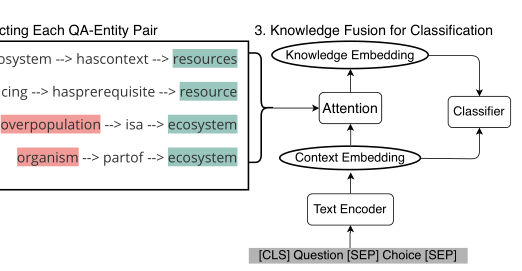 cting Each QA-Entity Pair
osystem --> hascontext --> resources
cing --> hasprerequisite --> resource
overpopulation --> isa --> ecosystem
organism --> partof --> ecosystem
3. Knowledge Fusion for Classification
Knowledge Embedding
Attention
Classifier
Context Embedding
Text Encoder
[CLS] Question [SEP] Choice [SEP]